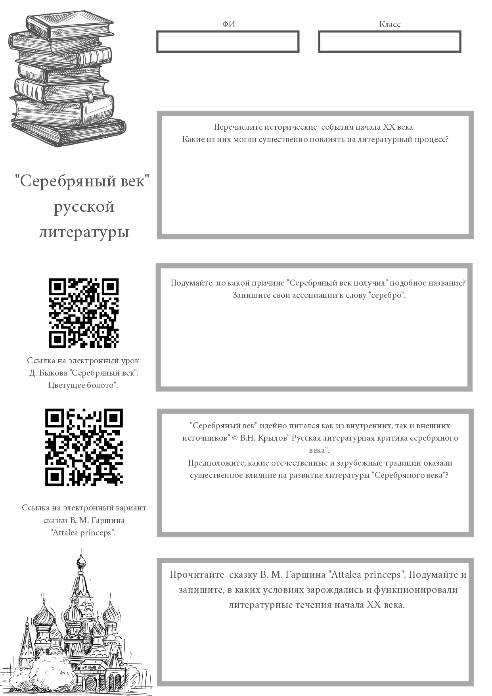 ФИ
Класс
Перечислите исторические события начала XX века.
Какие из них могли существенно повлиять на литературный процесс?
"Серебряный век"
русской
литературы
Подумайте, по какой причине "Серебряный век получил" подобное название?
Запишите свои ассоциации к слову "серебро".
Ссылка на электронный урок
Д. Быкова "Серебряный век".
Цветущее болото".
"Серебряный век" идейно питался как из внутренних, так и внешних
источников" © В.Н. Крылов" Русская литературная критика серебряного
века".
Предположите, какие отечественные и зарубежные традиции оказали
существенное влияние на развитие литературы "Серебряного века"?
Ссылка на электронный вариант
сказки В. М. Гаршина
"Attalea princeps".
Прочитайте сказку В. М. Гаршина "Attalea princeps". Подумайте и
запишите, в каких условиях зарождались и функционировали
литературные течения начала XX века.